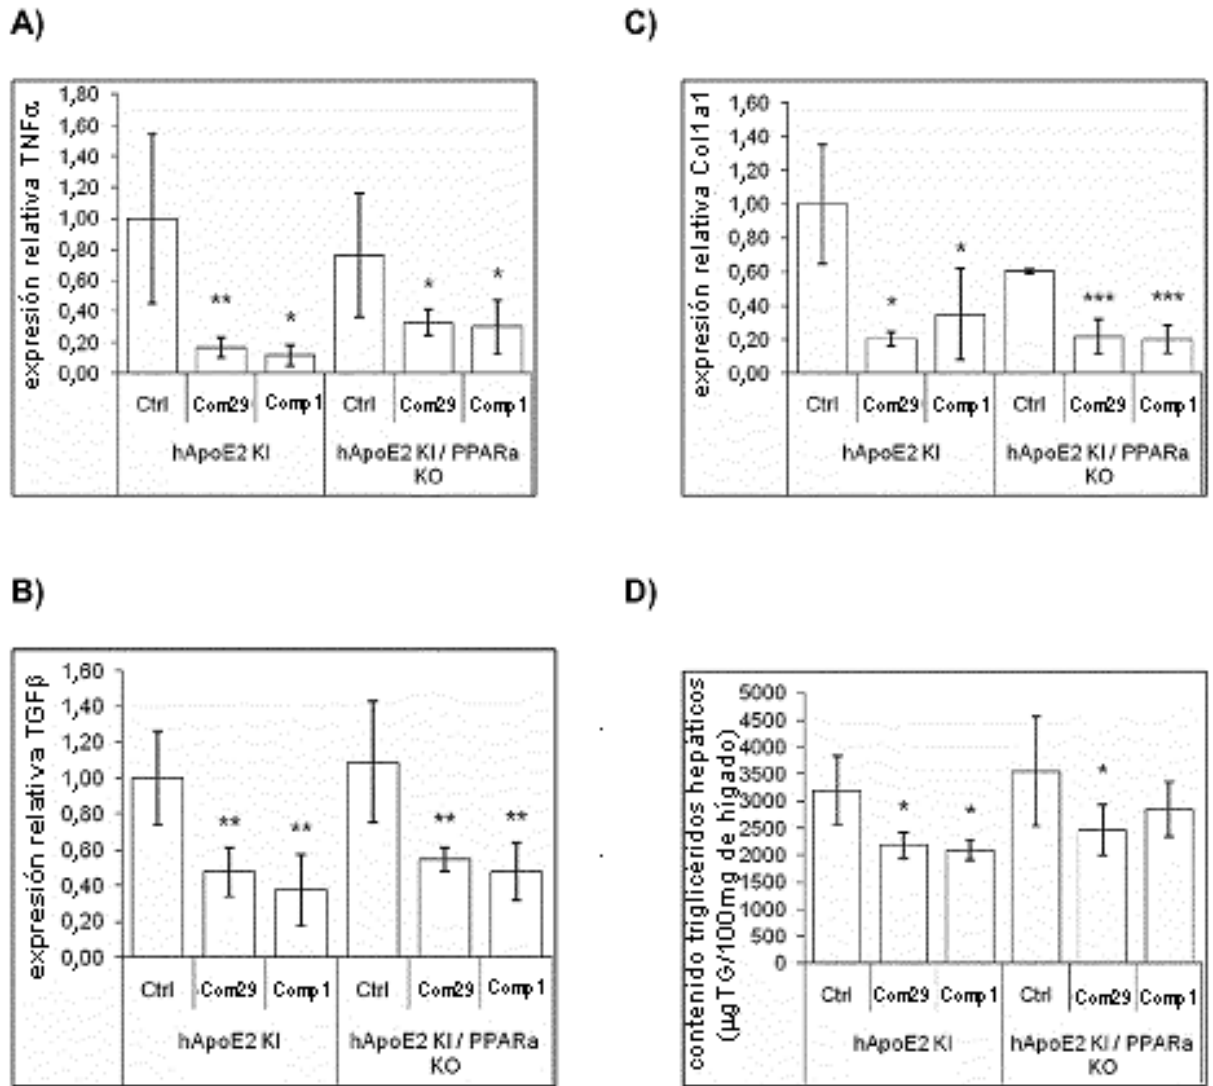 A)
expresión relativa TNFα
1,80
1,60
1,40
1,20
1,00
0,80
0,60
0,40
0,20
0,00
** * * *
Ctrl Com29 Comp1 Ctrl Com29 Comp1
hApoE2 KI hApoE2 KI / PPARa
KO
C)
expresión relativa Col1a1
1,60
1,40
1,20
1,00
0,80
0,60
0,40
0,20
0,00
* * *** ***
Ctrl Com29 Comp1 Ctrl Com29 Comp1
hApoE2 KI hApoE2 KI / PPARa
KO
B)
expresión relativa TGFβ
1,60
1,40
1,20
1,00
0,80
0,60
0,40
0,20
0,00
** ** ** **
Ctrl Com29 Comp1 Ctrl Com29 Comp1
hApoE2 KI hApoE2 KI / PPARa
KO
D)
contenido triglicéridos hepáticos
(µgTG/100mg de hígado)
5000
4500
4000
3500
3000
2500
2000
1500
1000
500
0
* * *
Ctrl Com29 Comp1 Ctrl Com29 Comp1
hApoE2 KI hApoE2 KI / PPARa
KO